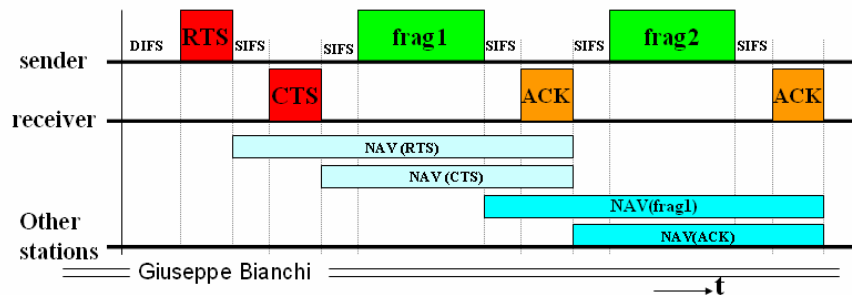 DIFS RTS SIFS SIFS frag1 SIFS SIFS frag2 SIFS
sender
CTS ACK ACK
receiver
NAV (RTS)
NAV (CTS)
NAV(frag1)
Other
NAV(ACK)
stations
Giuseppe Bianchi
t